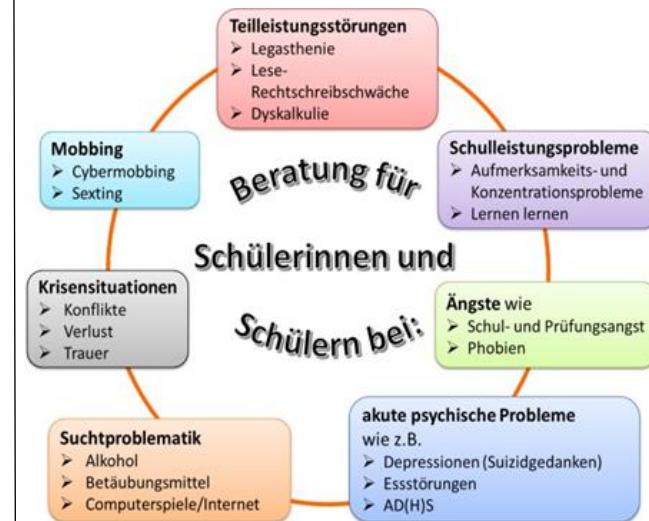 Teilleistungsstörungen
➤ Legasthenie
➤ Lese-
Rechtschreibschwäche
➤ Dyskalkulie
Mobbing
➤ Cybermobbing
➤ Sexting
Schulleistungsprobleme
➤ Aufmerksamkeits- und
Konzentrationsprobleme
➤ Lernen lernen
Beratung für
Schülerinnen und
Schülern bei:
Krisensituationen
➤ Konflikte
➤ Verlust
➤ Trauer
Ängste wie
➤ Schul- und Prüfungsangst
➤ Phobien
Suchtproblematik
➤ Alkohol
➤ Betäubungsmittel
➤ Computerspiele/Internet
akute psychische Probleme
wie z.B.
➤ Depressionen (Suizidgedanken)
➤ Essstörungen
➤ AD(H)S